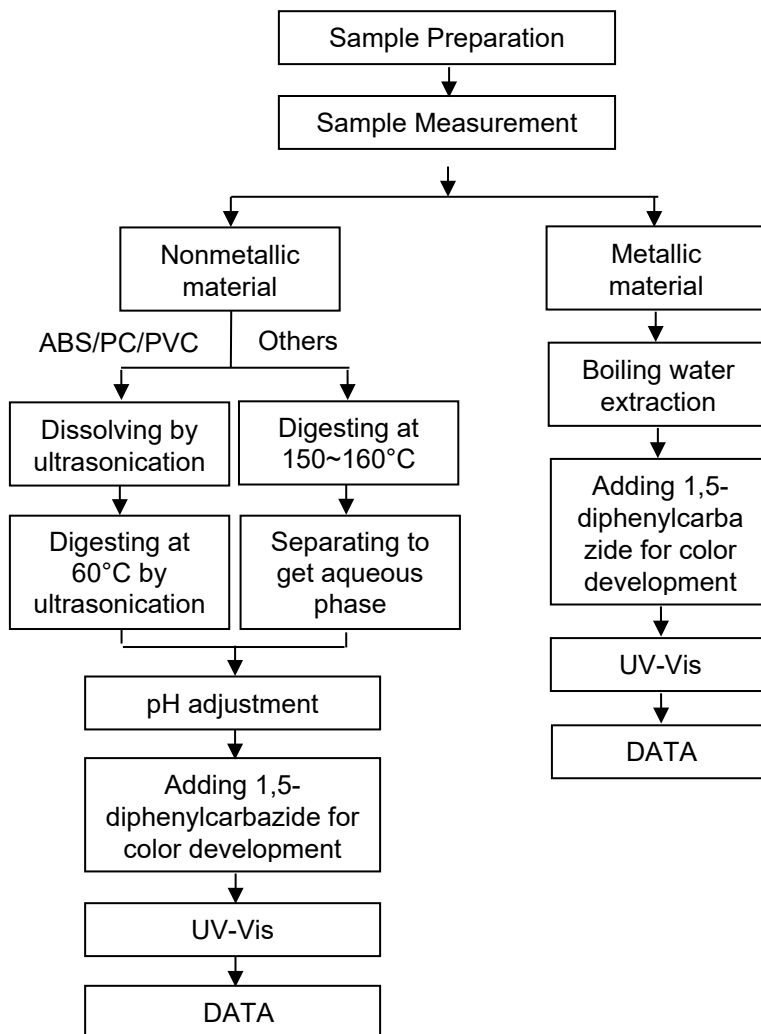 Sample Preparation
Sample Measurement
Nonmetallic
material
Metallic
material
ABS/PC/PVC
Others
Boiling water
extraction
Dissolving by
ultrasonication
Digesting at
150~160°C
Adding 1,5-
diphenylcarba
zide for color
development
Digesting at
60°C by
ultrasonication
Separating to
get aqueous
phase
UV-Vis
pH adjustment
DATA
Adding 1,5-
diphenylcarbazide for
color development
UV-Vis
DATA